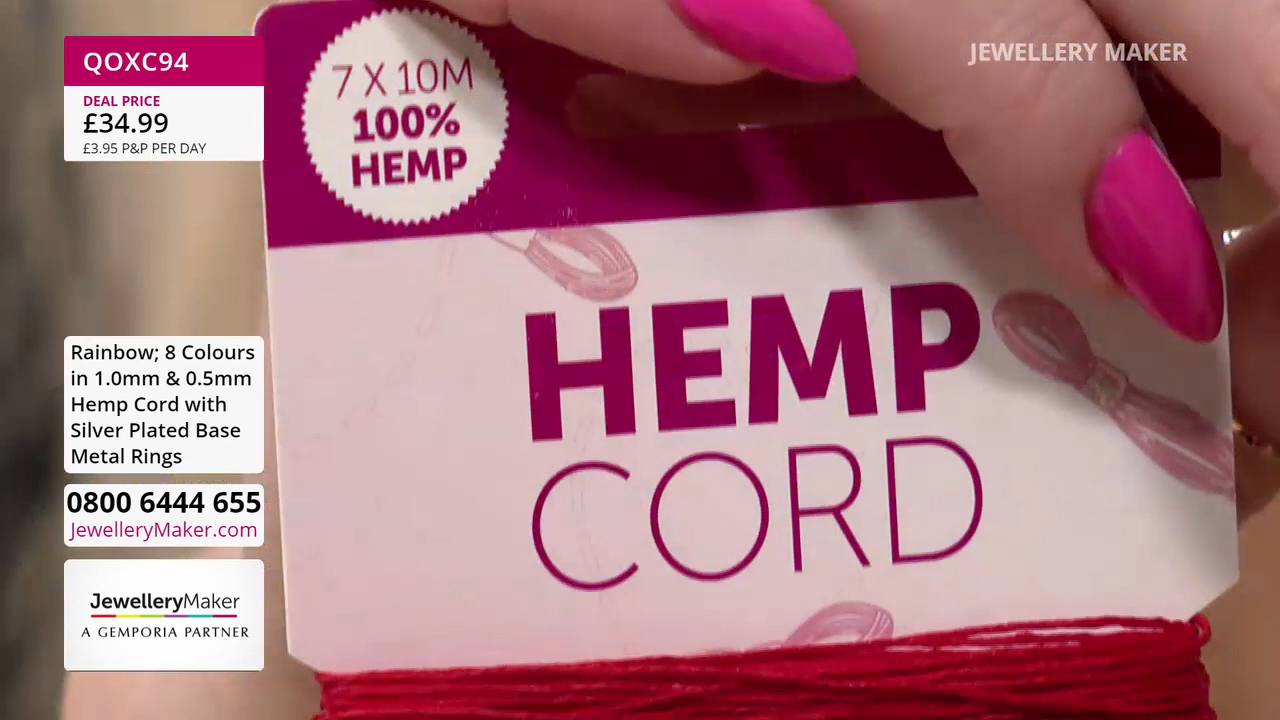 QOXC94
DEAL PRICE
£34.99
£3.95 P&P PER DAY
Rainbow; 8 Colours
in 1.0mm & 0.5mm
Hemp Cord with
Silver Plated Base
Metal Rings
0800 6444 655
JewelleryMaker.com
JewelleryMaker
A GEMPORIA PARTNER
7 X 10M
100%
HEMP
HEMP
CORD
JEWELLERY MAKER